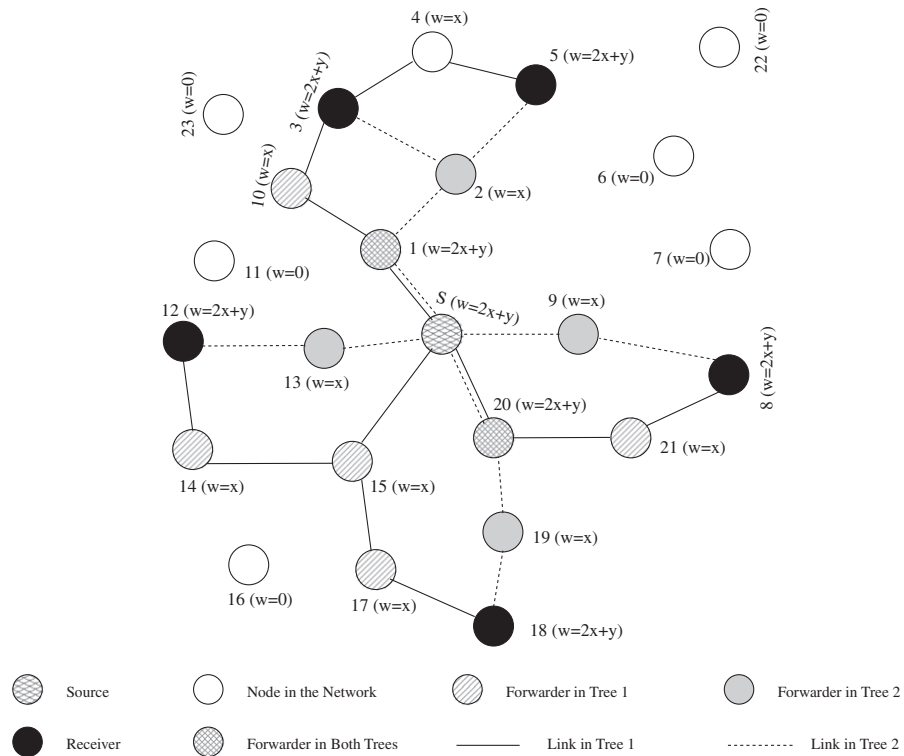 4 (w=x)
22 (w=0)
5 (w=2x+y)
3 (w=2x+y)
23 (w=0)
10 (w=x)
6 (w=0)
2 (w=x)
1 (w=2x+y)
7 (w=0)
11 (w=0)
S (w=2x+y)
9 (w=x)
12 (w=2x+y)
8 (w=2x+y)
13 (w=x)
20 (w=2x+y)
21 (w=x)
14 (w=x)
15 (w=x)
19 (w=x)
16 (w=0)
17 (w=x)
18 (w=2x+y)
Source
Node in the Network
Forwarder in Tree 1
Forwarder in Tree 2
Receiver
Forwarder in Both Trees
Link in Tree 1
Link in Tree 2